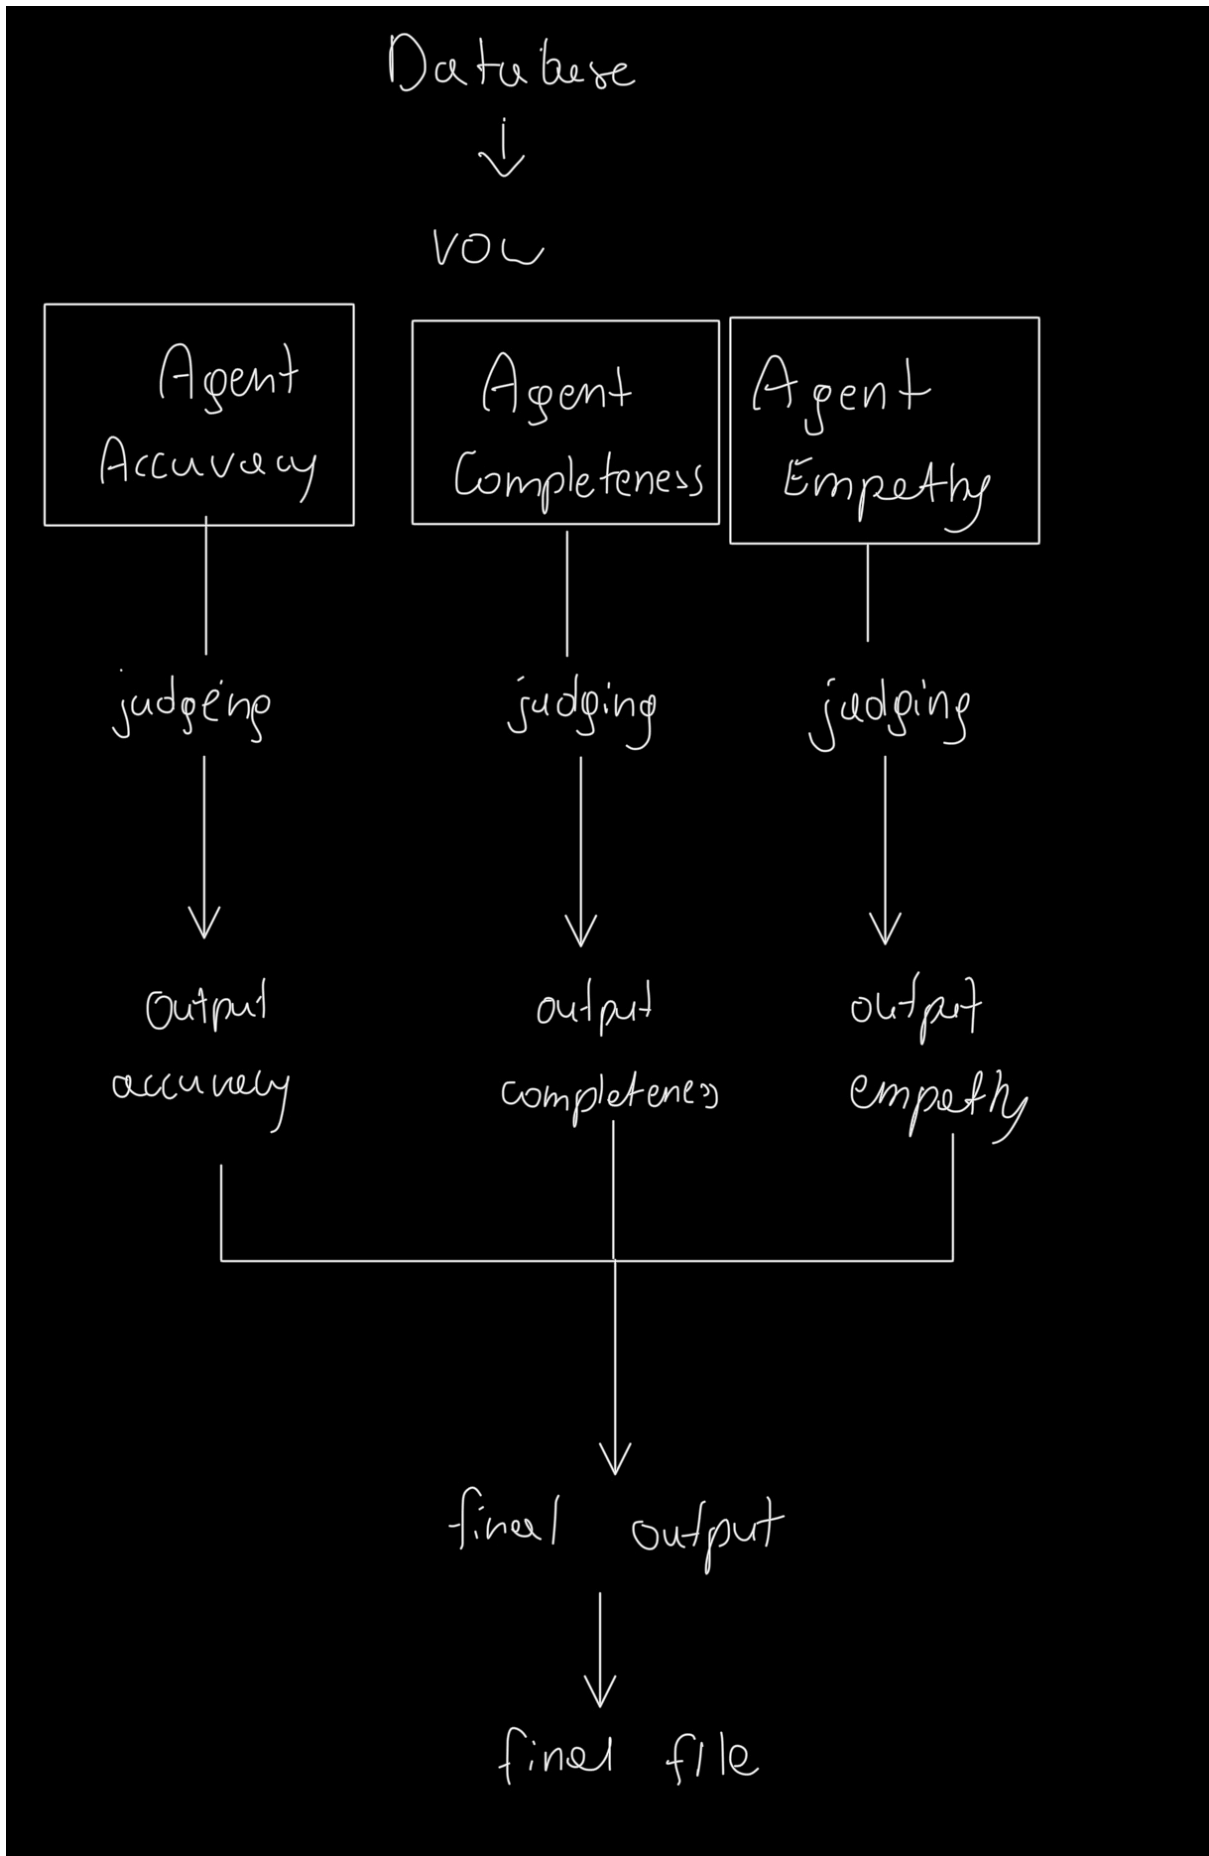 Database
row
Agent
Accuracy
Agent
Completeness
Agent
Empathy
judging
judging
judging
Output
accuracy
output
completeness
output
empathy
final output
final file